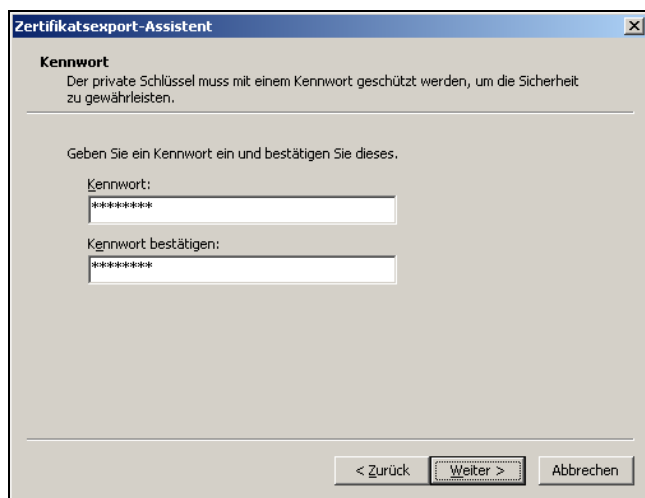 Zertifikatsexport-Assistent
Kennwort
Der private Schlüssel muss mit einem Kennwort geschützt werden, um die Sicherheit
zu gewährleisten.
Geben Sie ein Kennwort ein und bestätigen Sie dieses.
Kennwort:
********
Kennwort bestätigen:
********
< Zurück Weiter > Abbrechen